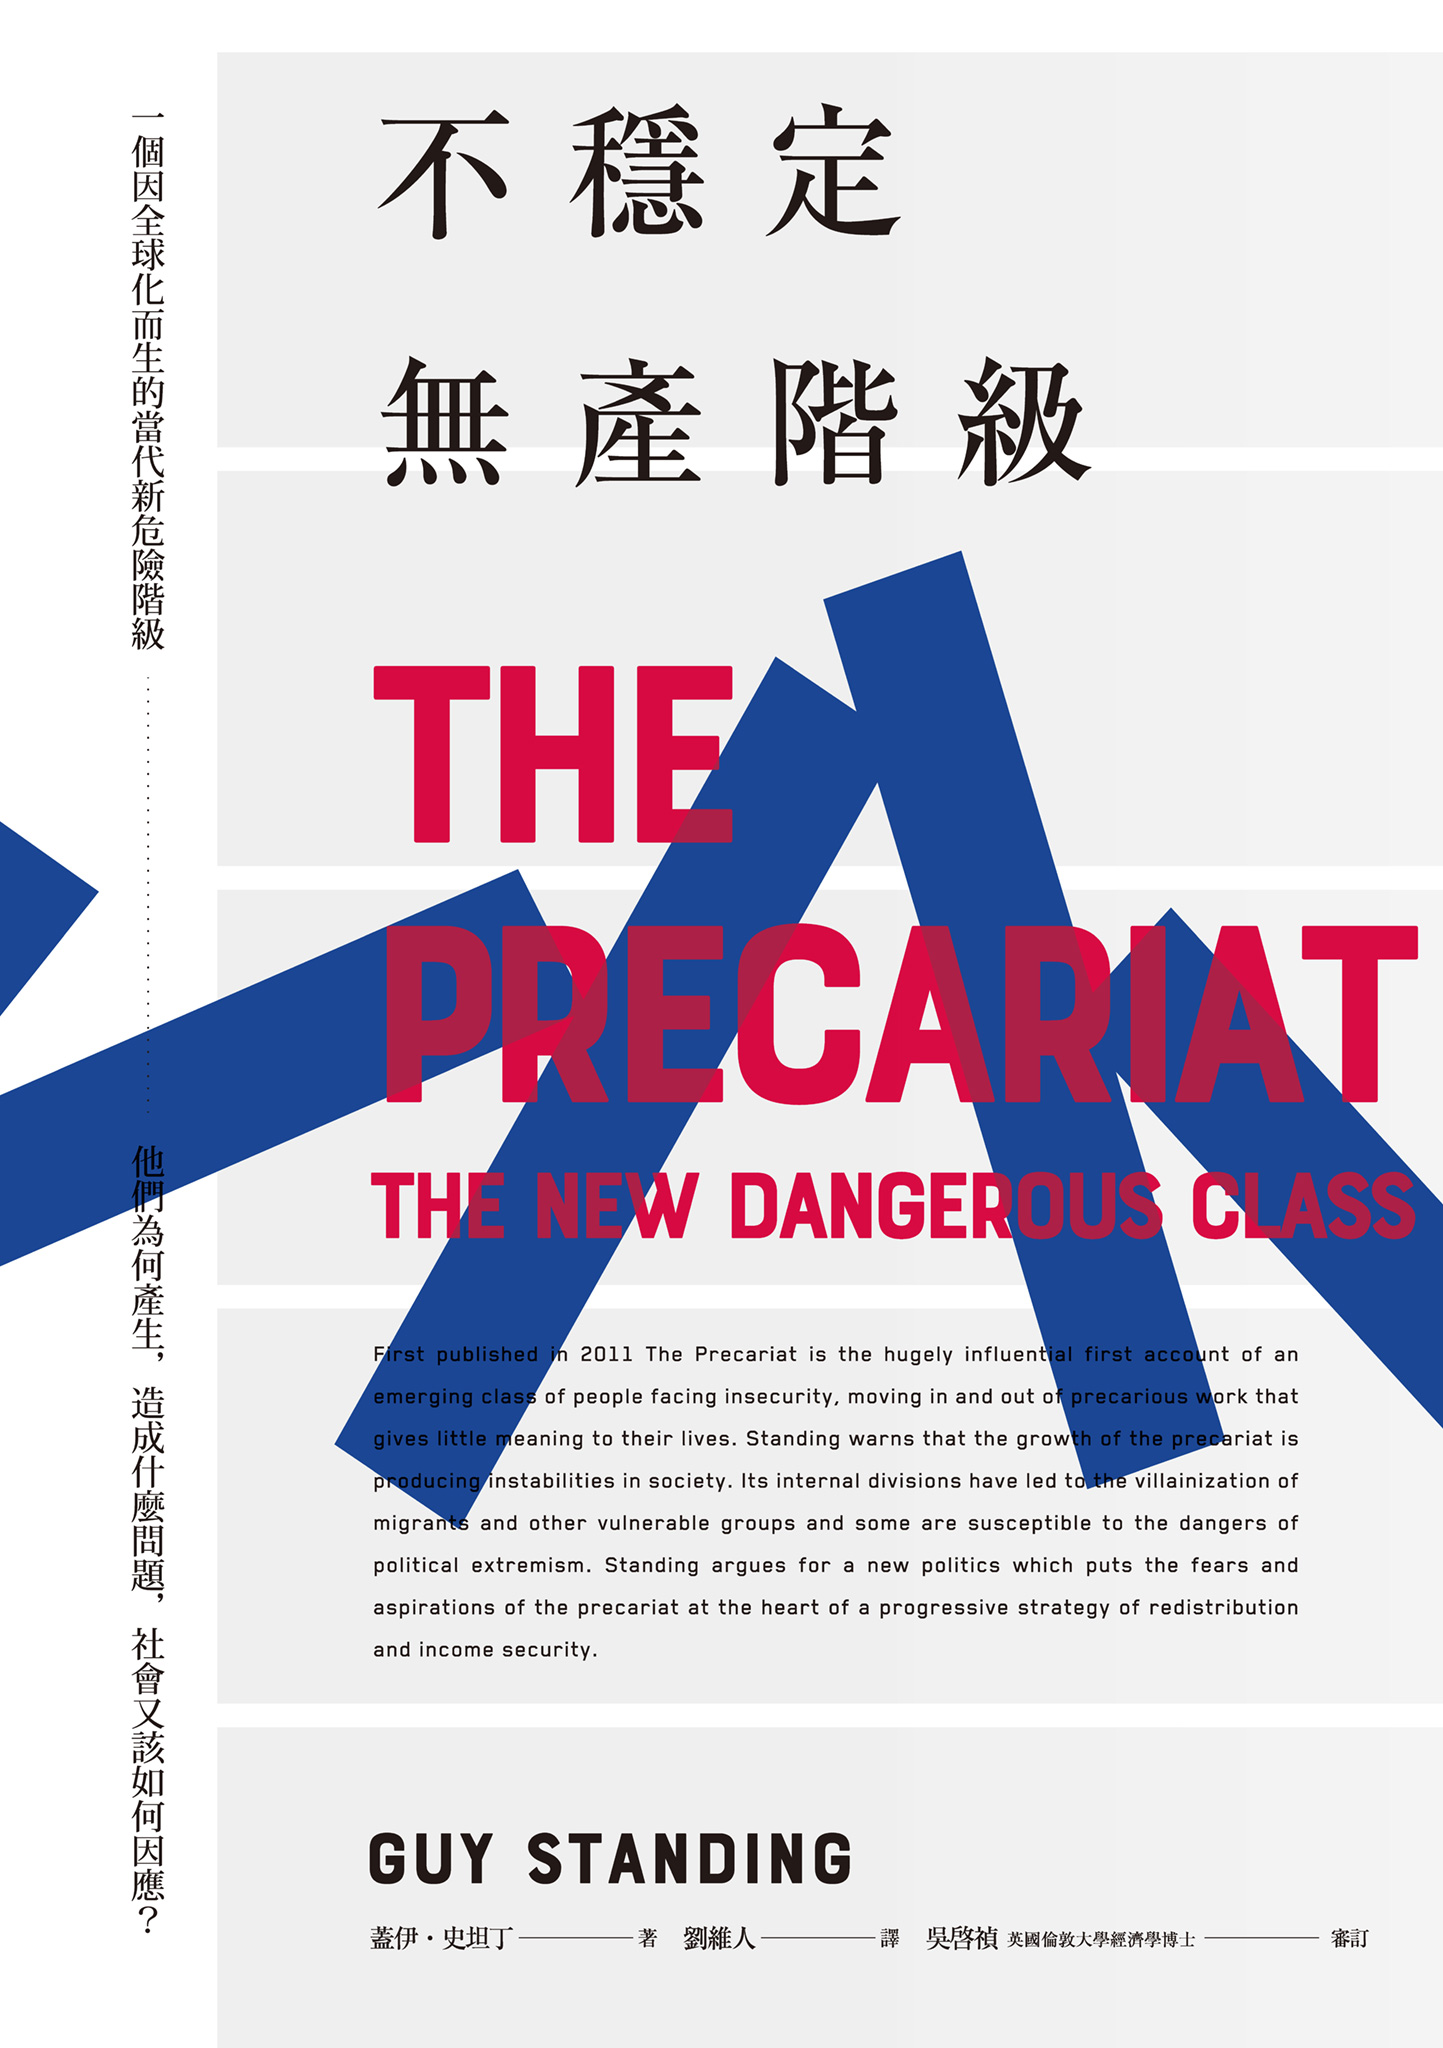 不穩定
無產階級
THE
PRECARIAT
THE NEW DANGEROUS CLASS
一個因全球化而生的當代新危險階級………………………………他們為何產生，造成什麼問題，社會又該如何因應？
First published in 2011 The Precariat is the hugely influential first account of an
emerging class of people facing insecurity, moving in and out of precarious work that
gives little meaning to their lives. Standing warns that the growth of the precariat is
producing instabilities in society. Its internal divisions have led to the villainization of
migrants and other vulnerable groups and some are susceptible to the dangers of
political extremism. Standing argues for a new politics which puts the fears and
aspirations of the precariat at the heart of a progressive strategy of redistribution
and income security.
GUY STANDING
蓋伊・史坦丁——著 劉維人——譯 吳啓禎 英國倫敦大學經濟學博士——審訂